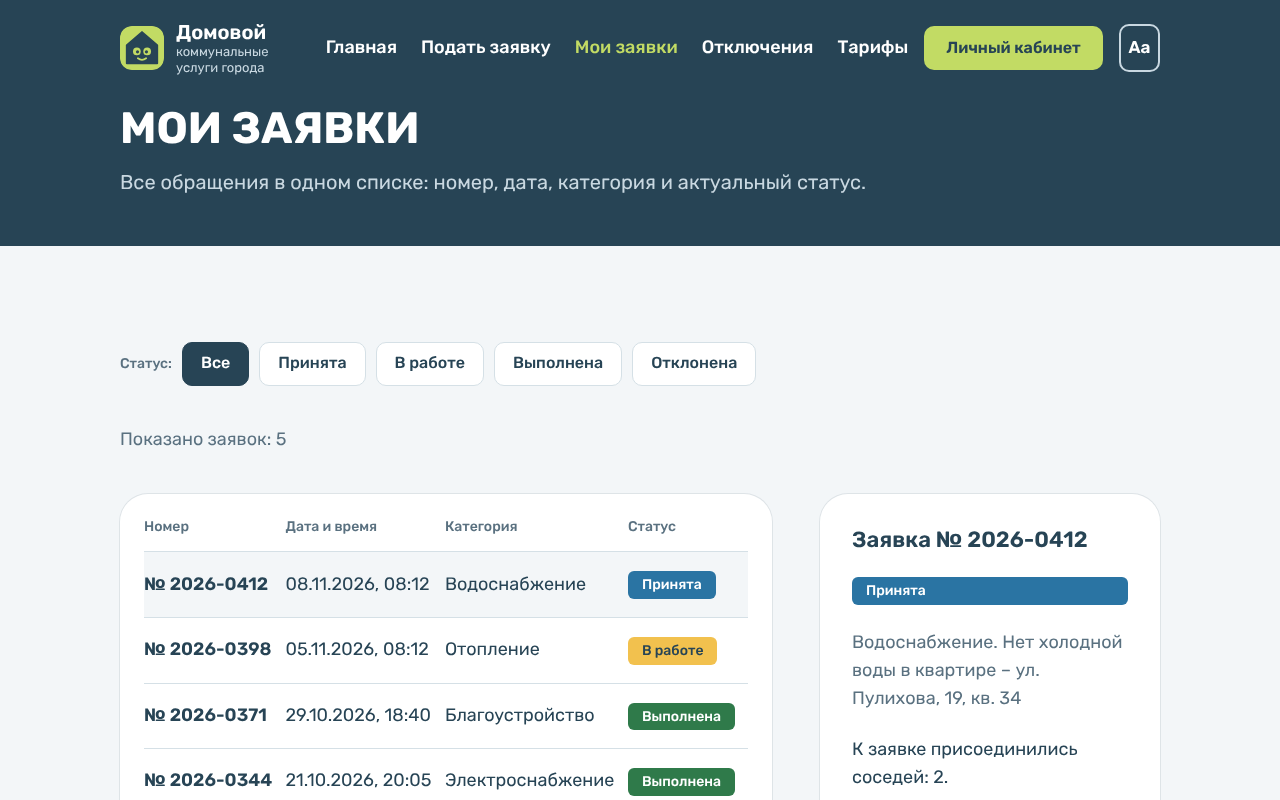 Домовой
коммунальные
услуги города
Главная
Подать заявку
Мои заявки
Отключения
Тарифы
Личный кабинет
Aa
МОИ ЗАЯВКИ
Все обращения в одном списке: номер, дата, категория и актуальный статус.
Статус:
Все
Принята
В работе
Выполнена
Отклонена
Показано заявок: 5
Номер Дата и время Категория Статус
№ 2026-0412 08.11.2026, 08:12 Водоснабжение Принята
№ 2026-0398 05.11.2026, 08:12 Отопление В работе
№ 2026-0371 29.10.2026, 18:40 Благоустройство Выполнена
№ 2026-0344 21.10.2026, 20:05 Электроснабжение Выполнена
Заявка № 2026-0412
Принята
Водоснабжение. Нет холодной
воды в квартире – ул.
Пулихова, 19, кв. 34
К заявке присоединились
соседей: 2.